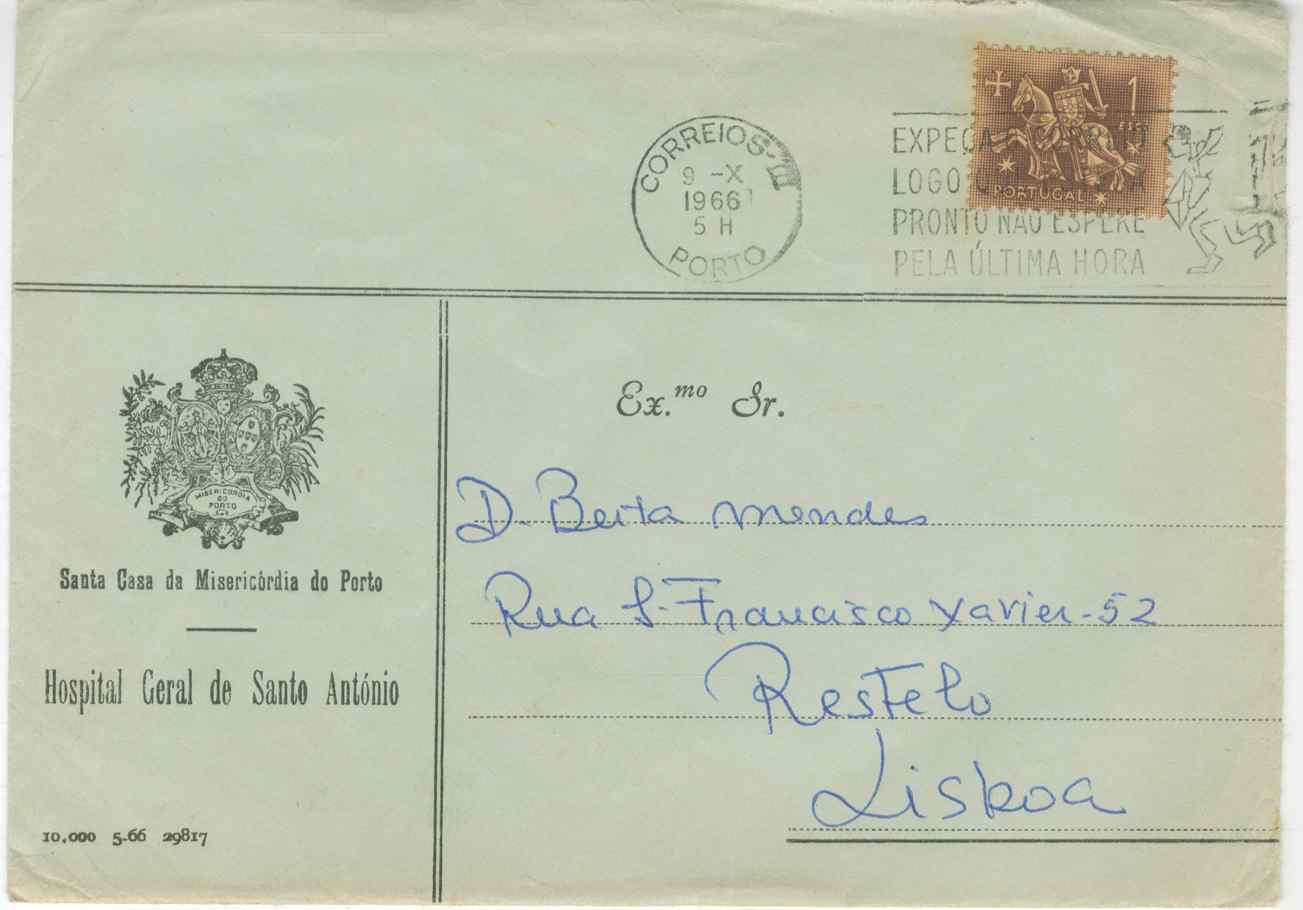 CORREIOS
9 -X
1966
5 H
PORTO
1
PORTUGAL
EXPEÇA
LOGO
PRONTO NÃO ESPERE
PELA ÚLTIMA HORA
Ex.mo Sr.
D. Berta Mendes
Rua S. Francisco Xavier-52
Restelo
Lisboa
MISERICORDIA
DO
PORTO
Santa Casa da Misericórdia do Porto
Hospital Geral de Santo António
10.000 5-66 29817